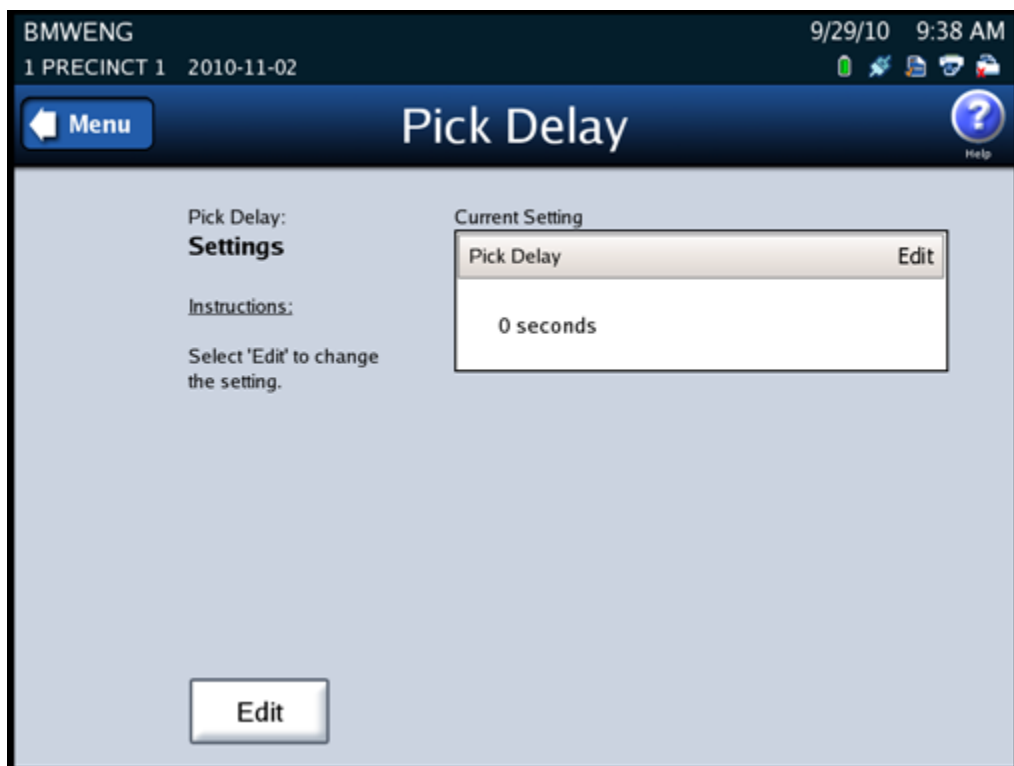 BMWENG
9/29/10 9:38 AM
1 PRECINCT 1 2010-11-02
Menu
Pick Delay
Help
Pick Delay:
Settings
Instructions:
Select 'Edit' to change
the setting.
Current Setting
Pick Delay Edit
0 seconds
Edit